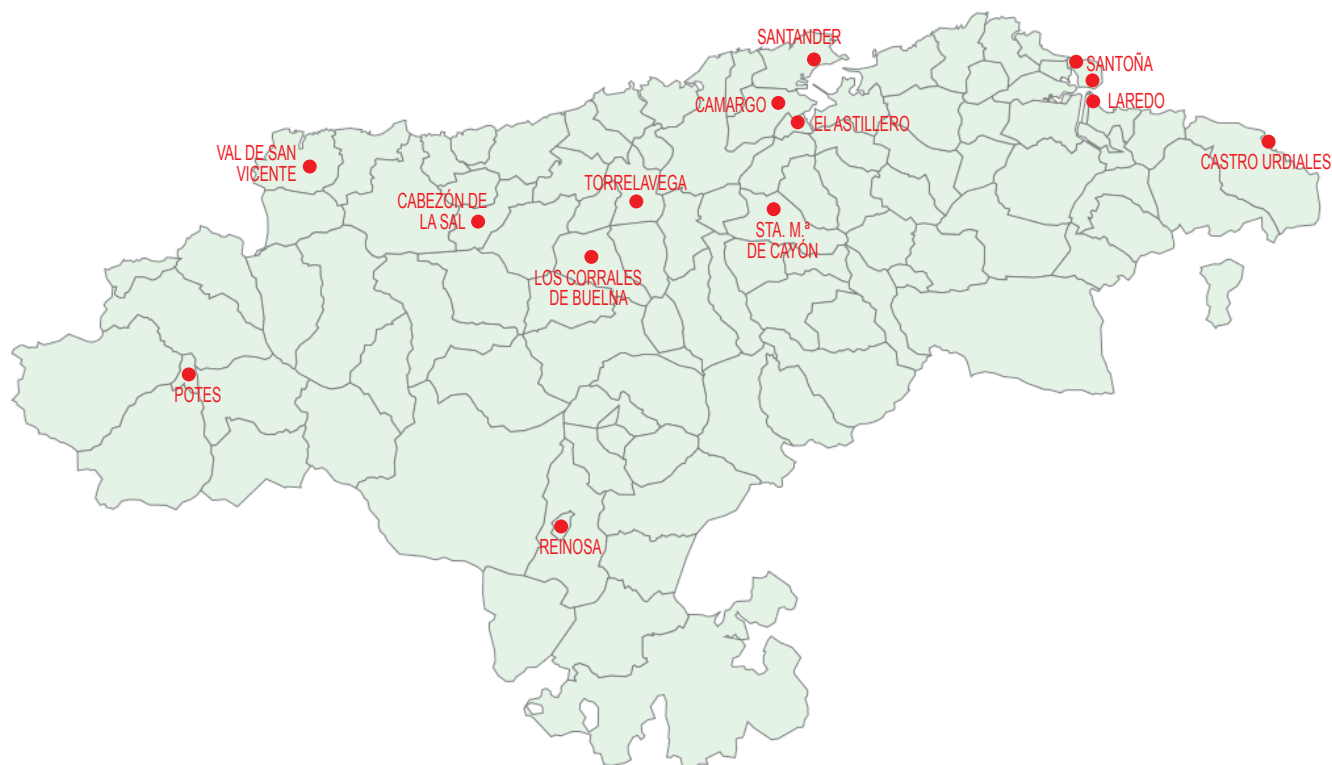 SANTANDER
SANTOÑA
CAMARGO
LAREDO
EL ASTILLERO
VAL DE SAN
VICENTE
CASTRO URDIALES
TORRELAVEGA
CABEZÓN DE
LA SAL
STA. M.ª
DE CAYÓN
LOS CORRALES
DE BUELNA
POTES
REINOSA